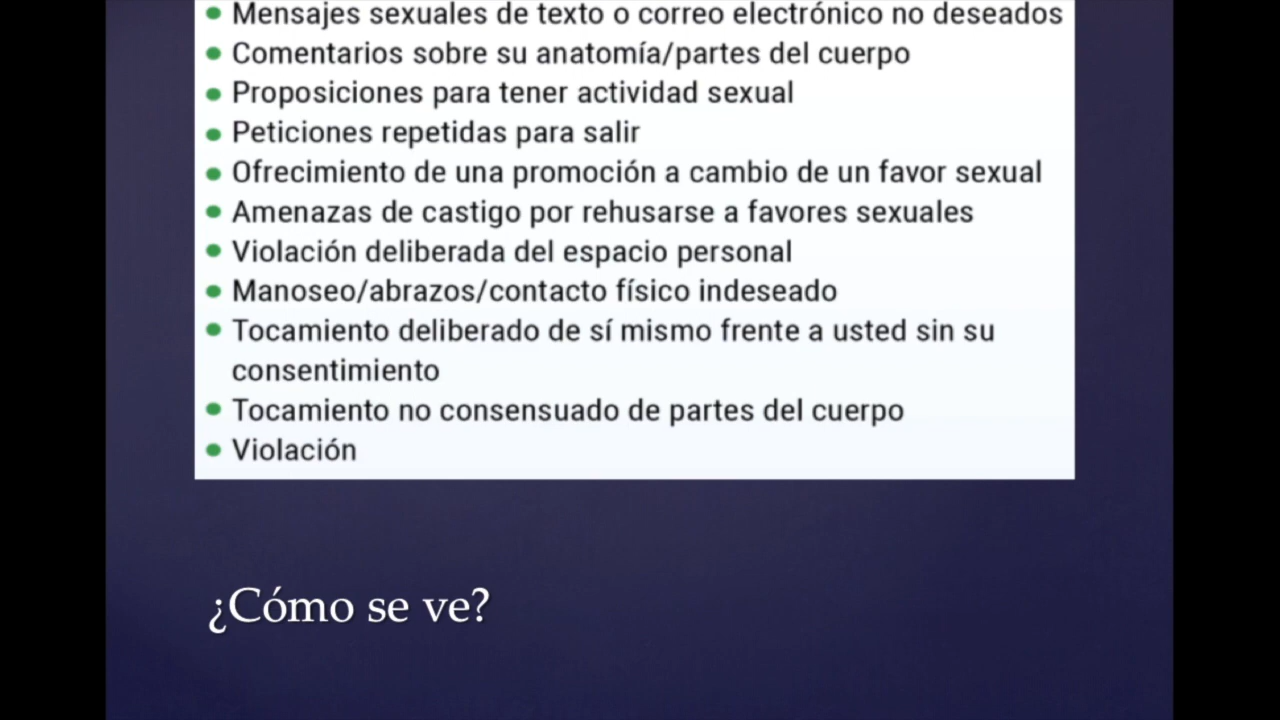 Mensajes sexuales de texto o correo electrónico no deseados
Comentarios sobre su anatomía/partes del cuerpo
Proposiciones para tener actividad sexual
Peticiones repetidas para salir
Ofrecimiento de una promoción a cambio de un favor sexual
Amenazas de castigo por rehusarse a favores sexuales
Violación deliberada del espacio personal
Manoseo/abrazos/contacto físico indeseado
Tocamiento deliberado de sí mismo frente a usted sin su
consentimiento
Tocamiento no consensuado de partes del cuerpo
Violación
¿Cómo se ve?